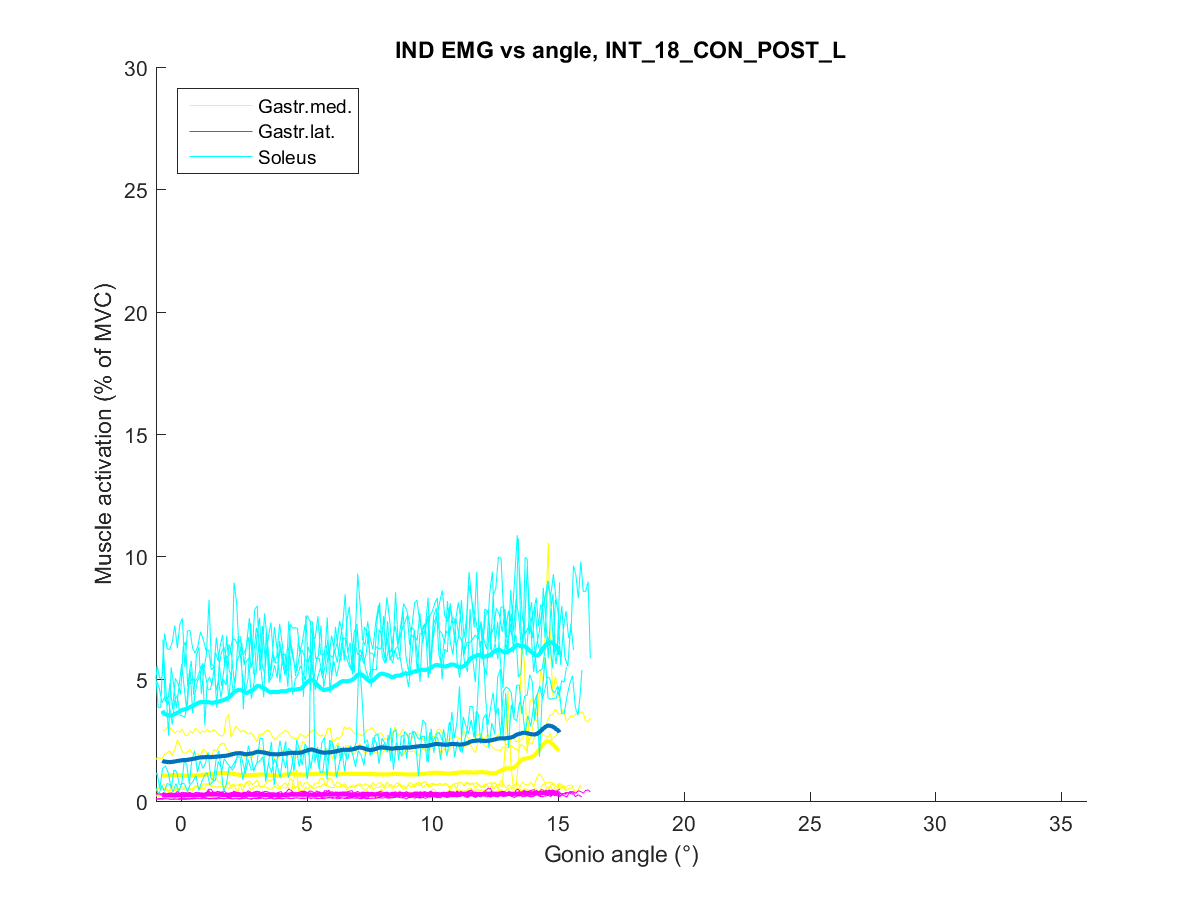 IND EMG vs angle, INT_18_CON_POST_L
30
25
20
15
10
5
0
Gastr.med.
Gastr.lat.
Soleus
Muscle activation (% of MVC)
0 5 10 15 20 25 30 35
Gonio angle (°)